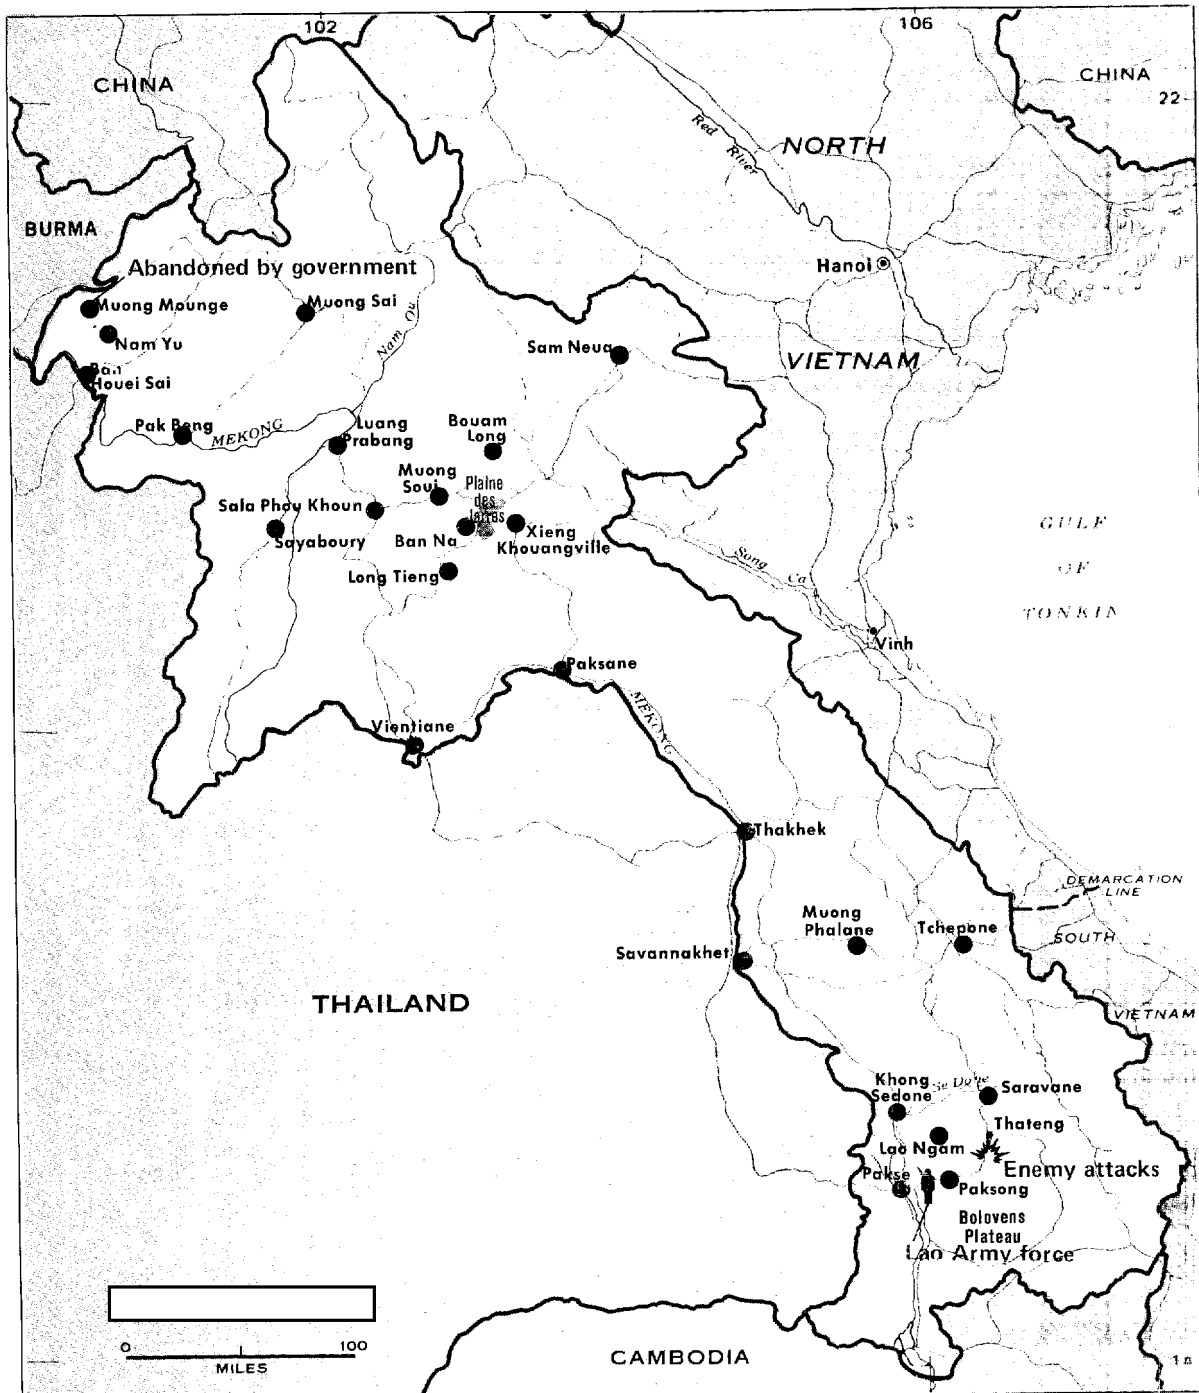 102
106
CHINA
CHINA
22
Red
River
NORTH
BURMA
Hanoi
Abandoned by government
Muong Mounge
Muong Sai
Nam Yu
Nam Ou
Sam Neua
VIETNAM
Ban
Houei Sai
Pak Beng
MEKONG
Luang
Prabang
Bouam
Long
Muong
Soui
Plaine
des
Jarres
Sala Phou Khoun
Sayaboury
Ban Na
Xieng
Khouangville
Long Tieng
GULF
OF
TONKIN
Song
Ca
Vinh
Paksane
MEKONG
Vientiane
Thakhek
DEMARCATION
LINE
Muong
Phalane
Tchepone
SOUTH
Savannakhet
THAILAND
VIETNAM
Khong
Sedone
Se Done
Saravane
Thateng
Lao Ngam
Enemy attacks
Pakse
Paksong
Bolovens
Plateau
Lao Army force
0
100
MILES
CAMBODIA